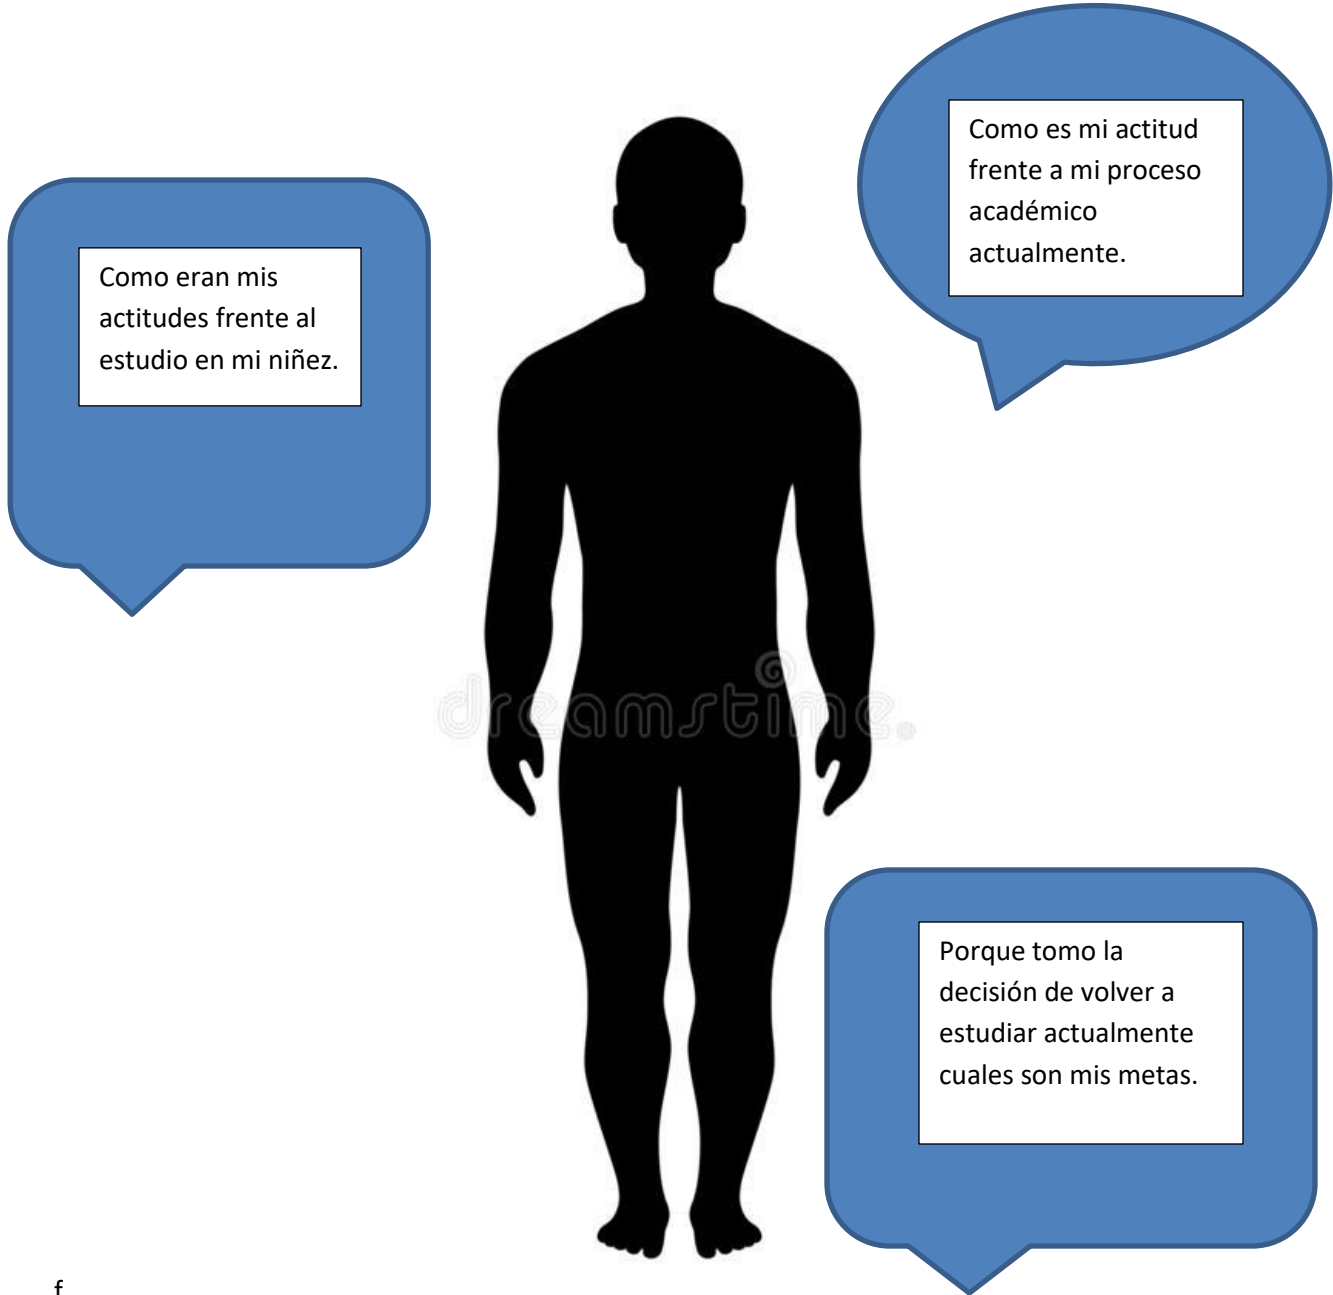 Como es mi actitud
frente a mi proceso
académico
actualmente.
Como eran mis
actitudes frente al
estudio en mi niñez.
dreamstime.
Porque tomo la
decisión de volver a
estudiar actualmente
cuales son mis metas.
f